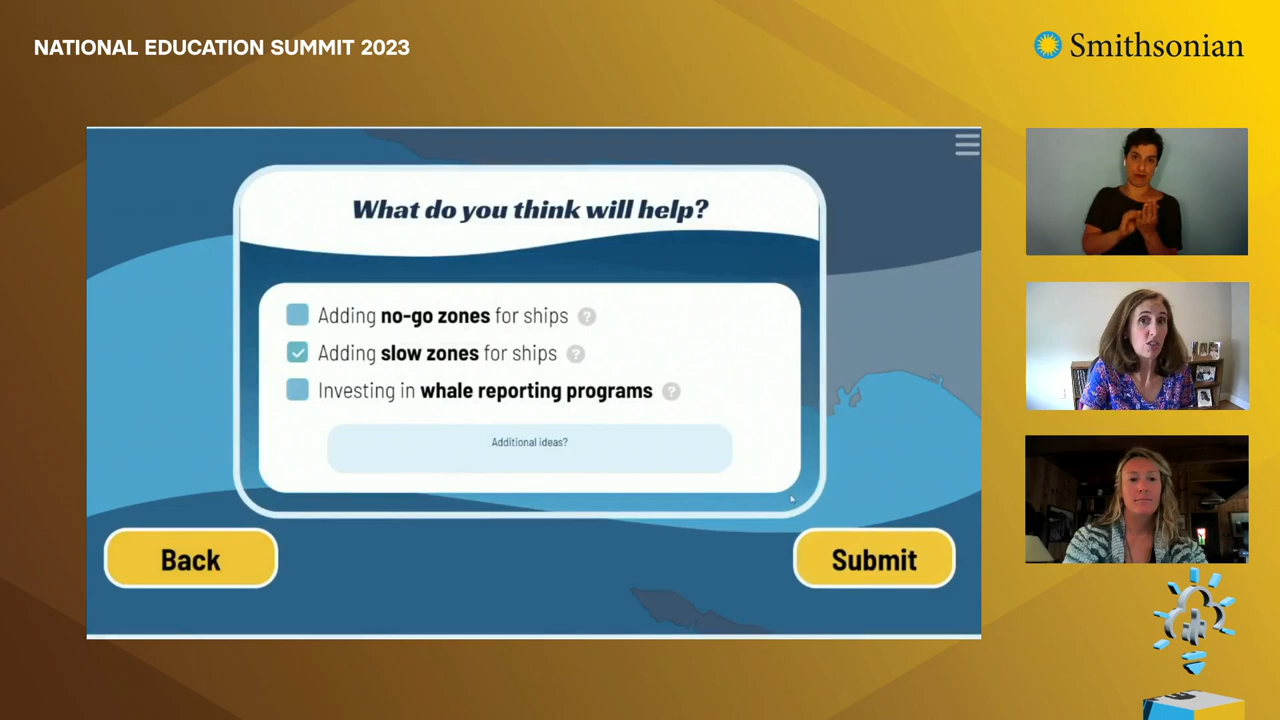 NATIONAL EDUCATION SUMMIT 2023
Smithsonian
What do you think will help?
Adding no-go zones for ships ?
Adding slow zones for ships ?
Investing in whale reporting programs ?
Additional ideas?
Back
Submit